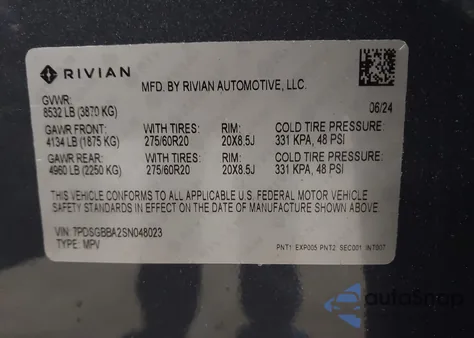 RIVIAN
MFD. BY RIVIAN AUTOMOTIVE, LLC.
GVWR:
8532 LB (3870 KG)
06/24
GAWR FRONT: WITH TIRES: RIM: COLD TIRE PRESSURE:
4134 LB (1875 KG) 275/60R20 20X8.5J 331 KPA, 48 PSI
GAWR REAR: WITH TIRES: RIM: COLD TIRE PRESSURE:
4960 LB (2250 KG) 275/60R20 20X8.5J 331 KPA, 48 PSI
THIS VEHICLE CONFORMS TO ALL APPLICABLE U.S. FEDERAL MOTOR VEHICLE
SAFETY STANDARDS IN EFFECT ON THE DATE OF MANUFACTURE SHOWN ABOVE.
VIN: 7PDSGBBA2SN048023
TYPE: MPV
PNT1 EXP005 PNT2 SEC001 INT007
autoSnap